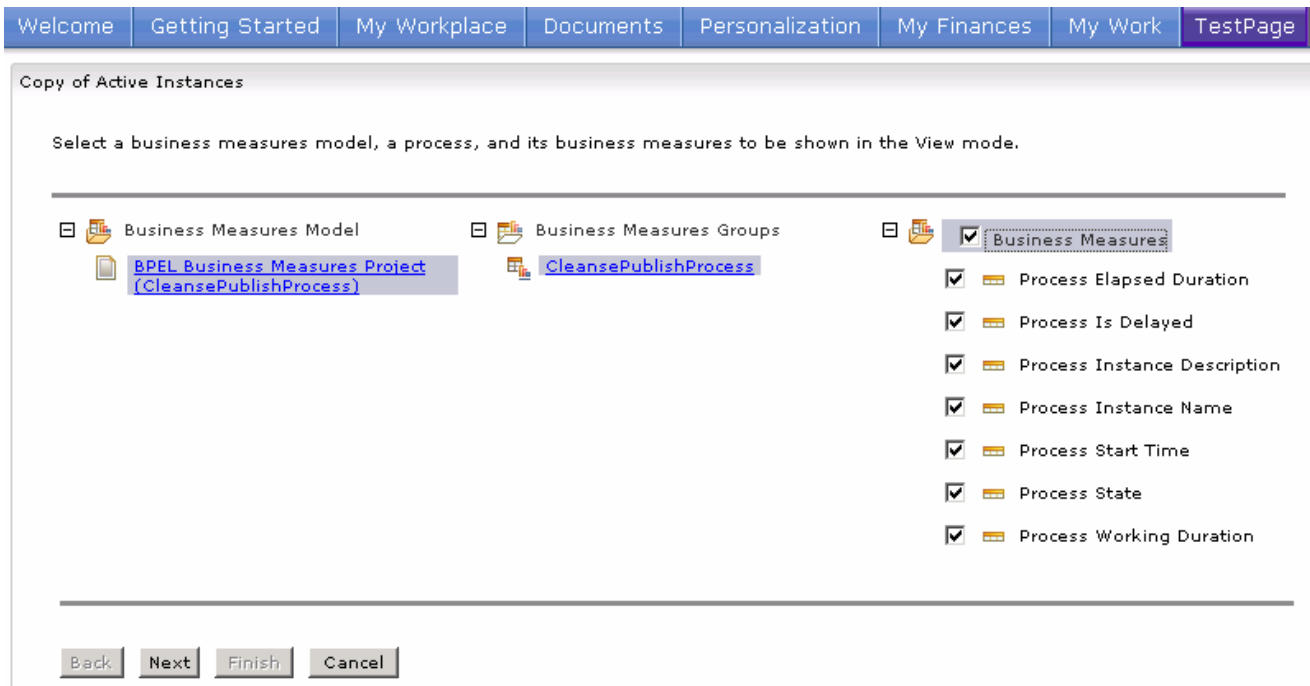 Welcome Getting Started My Workplace Documents Personalization My Finances My Work TestPage
Copy of Active Instances
Select a business measures model, a process, and its business measures to be shown in the View mode.
Business Measures Model
BPEL Business Measures Project
(CleansePublishProcess)
Business Measures Groups
CleansePublishProcess
Business Measures
Process Elapsed Duration
Process Is Delayed
Process Instance Description
Process Instance Name
Process Start Time
Process State
Process Working Duration
Back Next Finish Cancel